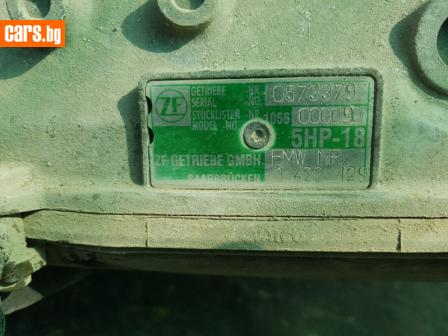 cars.bg
ZF
GETRIEBE NR. 0573379
SERIAL NO.
STÜCKLISTEN NR. 1056 000090
MODEL NO.
5HP-18
ZF GETRIEBE GMBH BMW NR.
SAARBRÜCKEN 1 422 129